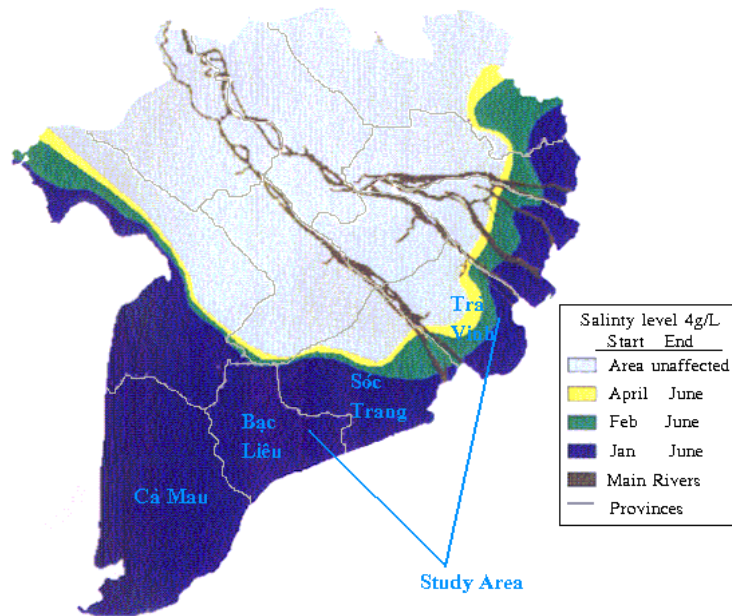 Trà
Vinh
Sóc
Trang
Bạc
Liêu
Cà Mau
Study Area
Salinty level 4g/L
Start End
Area unaffected
April June
Feb June
Jan June
Main Rivers
Provinces